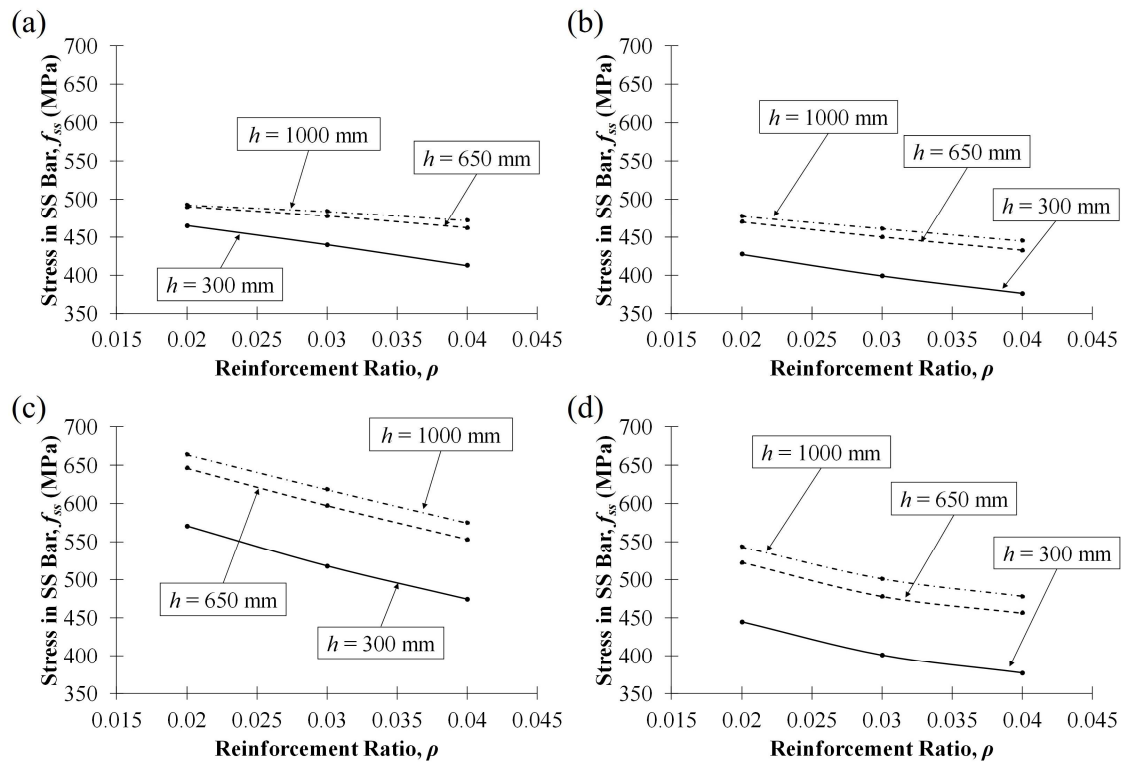 (a)
Stress in SS Bar, fss (MPa)
700
650
600
550
500
450
400
350
h = 1000 mm
h = 650 mm
h = 300 mm
0.015 0.02 0.025 0.03 0.035 0.04 0.045
Reinforcement Ratio, ρ
(b)
Stress in SS Bar, fss (MPa)
700
650
600
550
500
450
400
350
h = 1000 mm
h = 650 mm
h = 300 mm
0.015 0.02 0.025 0.03 0.035 0.04 0.045
Reinforcement Ratio, ρ
(c)
Stress in SS Bar, fss (MPa)
700
650
600
550
500
450
400
350
h = 1000 mm
h = 650 mm
h = 300 mm
0.015 0.02 0.025 0.03 0.035 0.04 0.045
Reinforcement Ratio, ρ
(d)
Stress in SS Bar, fss (MPa)
700
650
600
550
500
450
400
350
h = 1000 mm
h = 650 mm
h = 300 mm
0.015 0.02 0.025 0.03 0.035 0.04 0.045
Reinforcement Ratio, ρ